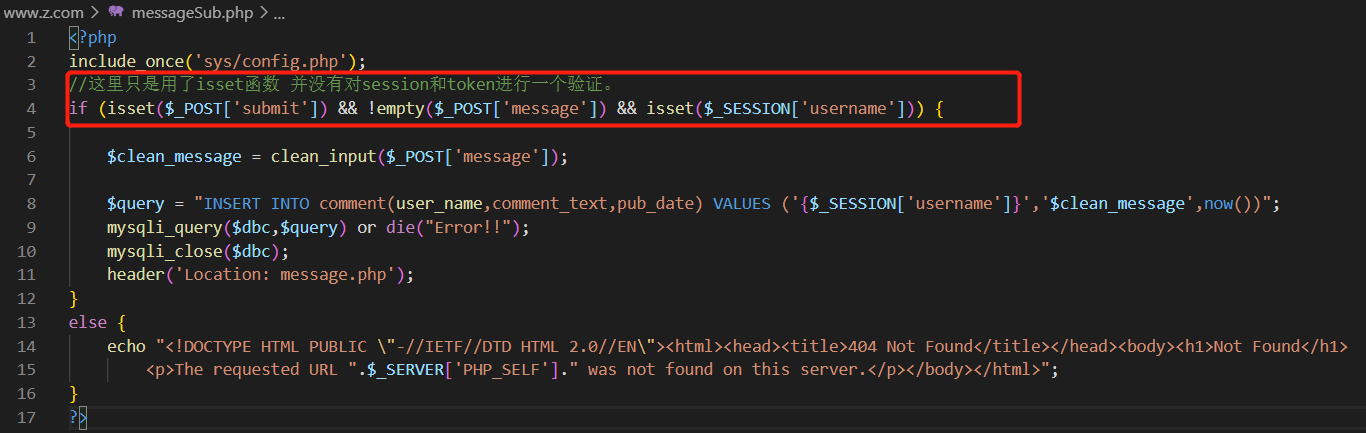 www.z.com > messageSub.php > ...
1 <?php
2 include_once('sys/config.php');
3 //这里只是用了isset函数 并没有对session和token进行一个验证。
4 if (isset($_POST['submit']) && !empty($_POST['message']) && isset($_SESSION['username'])) {
5
6 $clean_message = clean_input($_POST['message']);
7
8 $query = "INSERT INTO comment(user_name,comment_text,pub_date) VALUES ('{$_SESSION['username']}','$clean_message',now())";
9 mysqli_query($dbc,$query) or die("Error!!");
10 mysqli_close($dbc);
11 header('Location: message.php');
12 }
13 else {
14 echo "<!DOCTYPE HTML PUBLIC \"-//IETF//DTD HTML 2.0//EN\"><html><head><title>404 Not Found</title></head><body><h1>Not Found</h1>
15 <p>The requested URL ".$_SERVER['PHP_SELF']." was not found on this server.</p></body></html>";
16 }
17 ?>